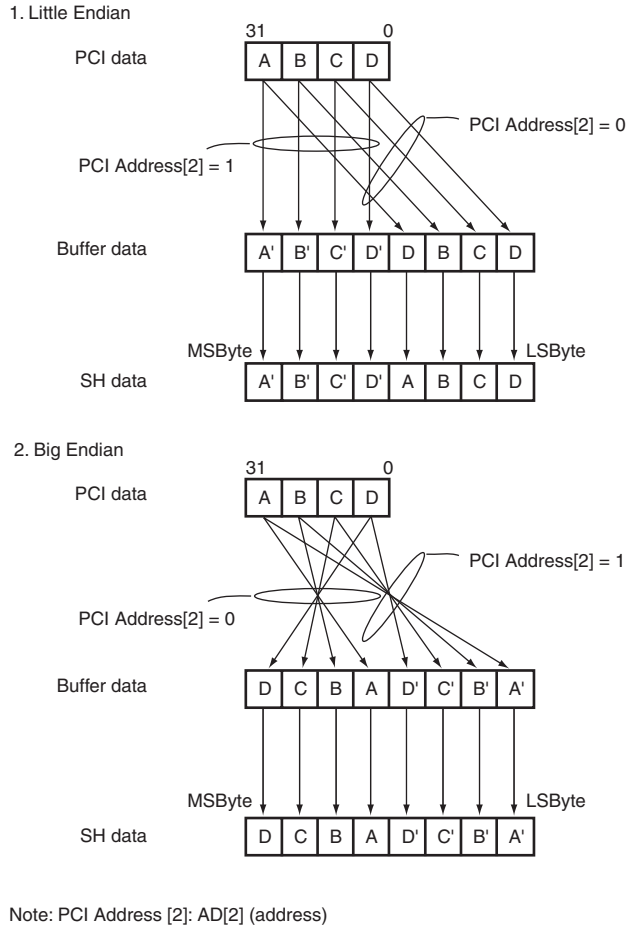 1. Little Endian
31 0
PCI data A B C D
PCI Address[2] = 0
PCI Address[2] = 1
Buffer data A' B' C' D' D B C D
MSByte LSByte
SH data A' B' C' D' A B C D
2. Big Endian
31 0
PCI data A B C D
PCI Address[2] = 1
PCI Address[2] = 0
Buffer data D C B A D' C' B' A'
MSByte LSByte
SH data D C B A D' C' B' A'
Note: PCI Address [2]: AD[2] (address)